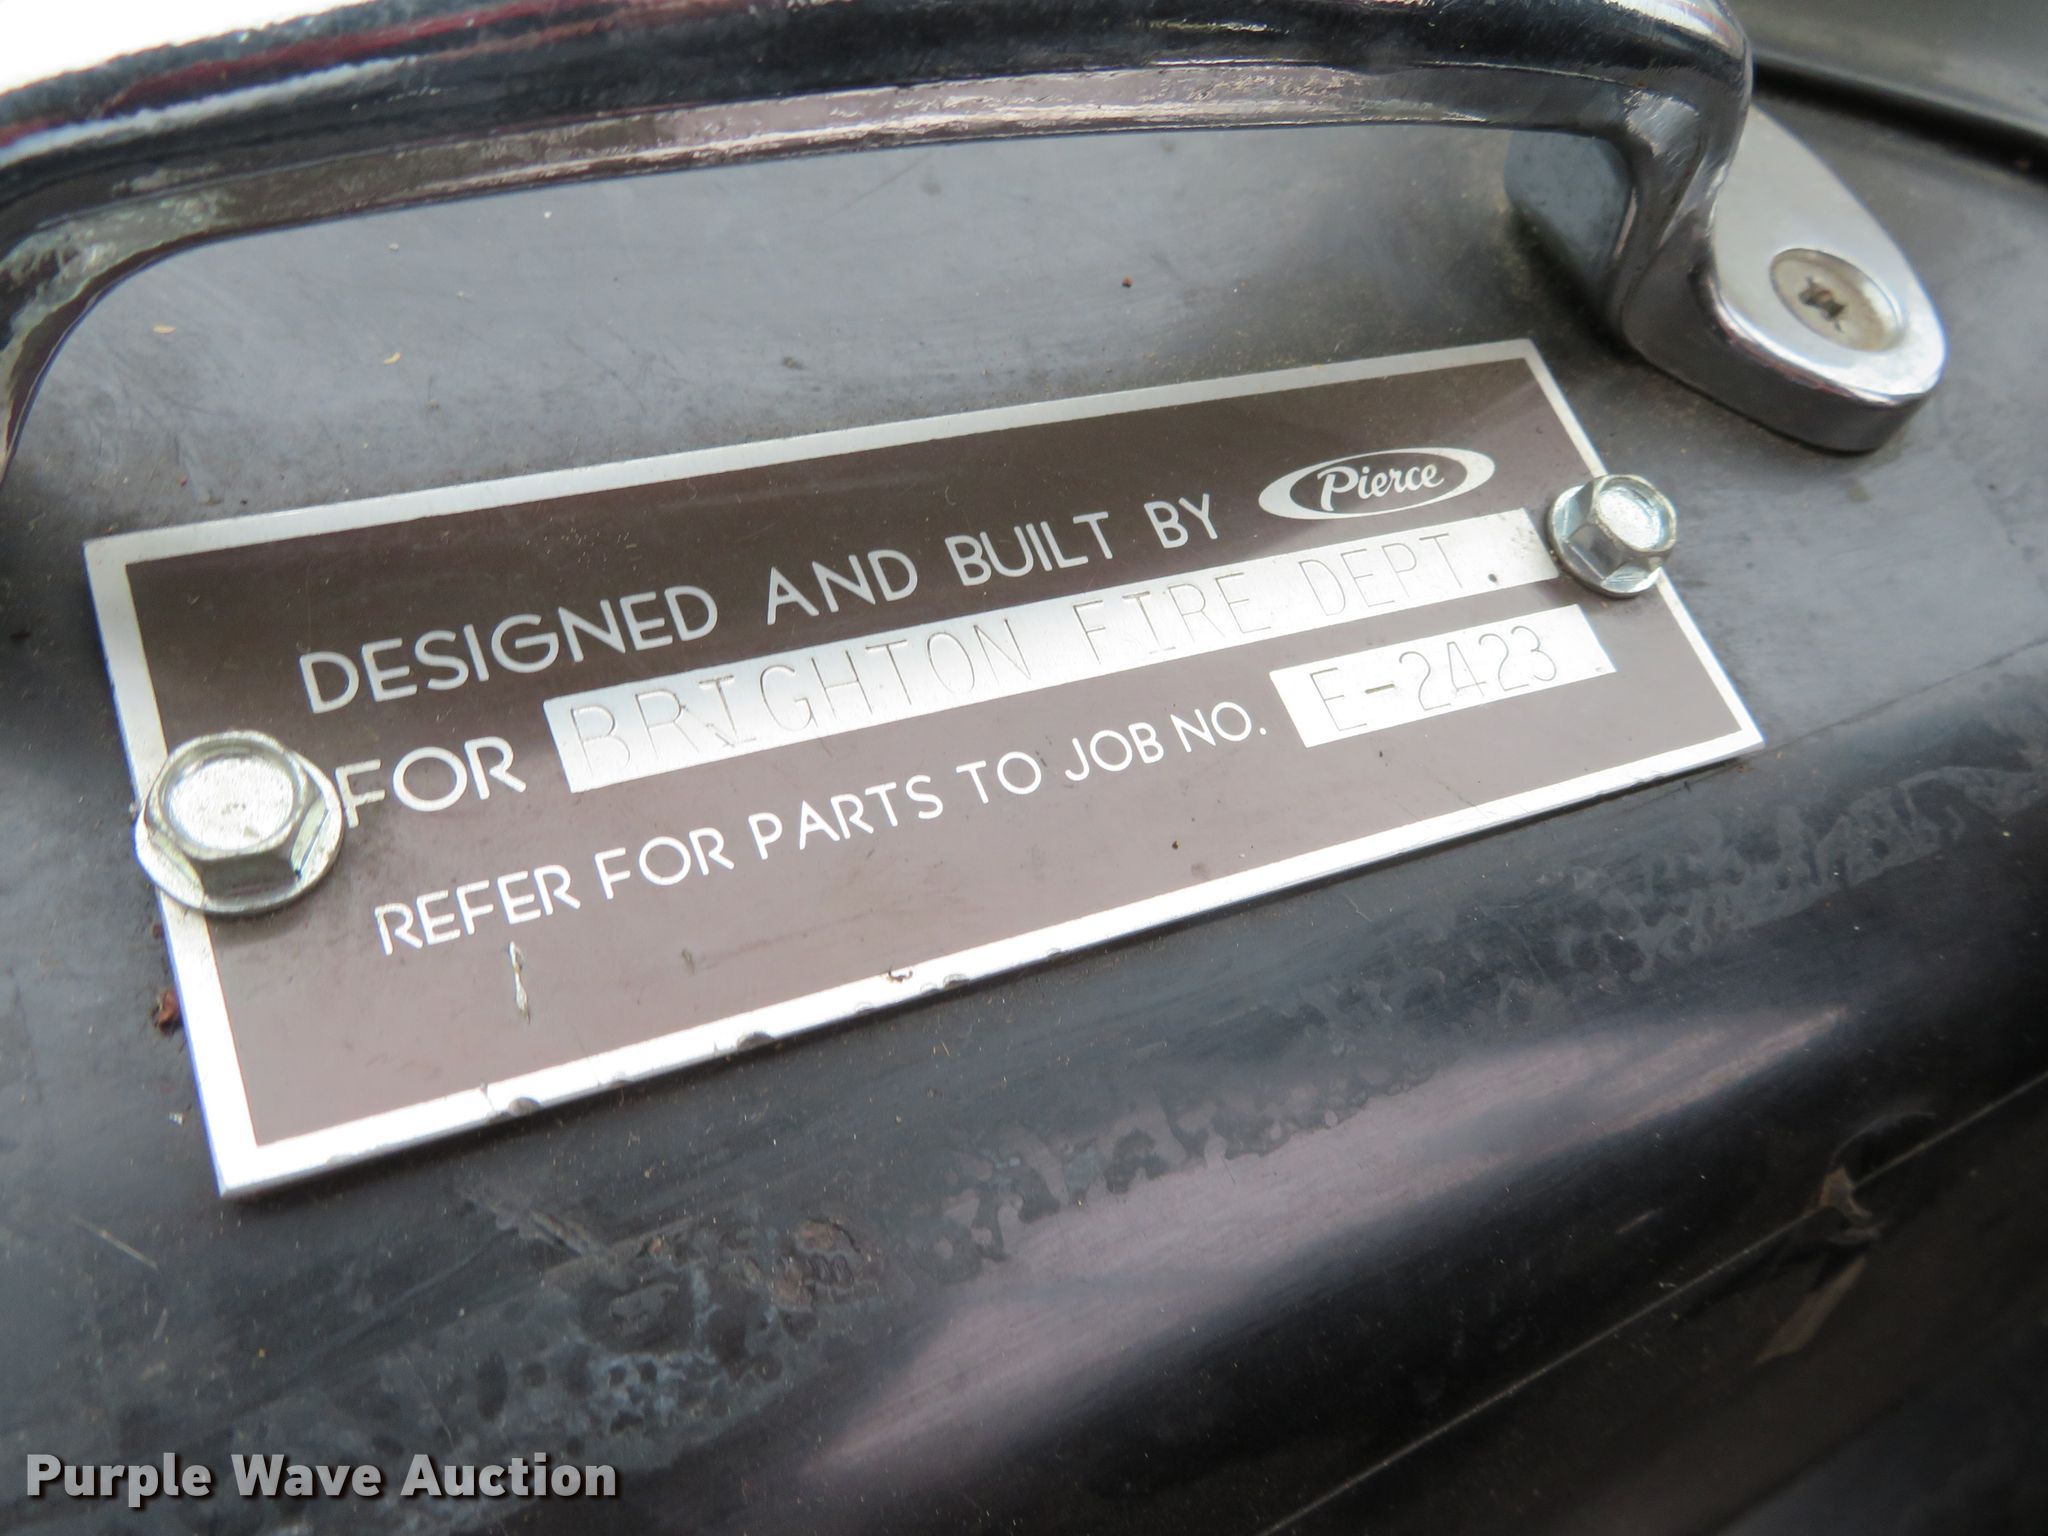 DESIGNED AND BUILT BY Pierce
FOR BRIGHTON FIRE DEPT.
REFER FOR PARTS TO JOB NO. E-2423
Purple Wave Auction